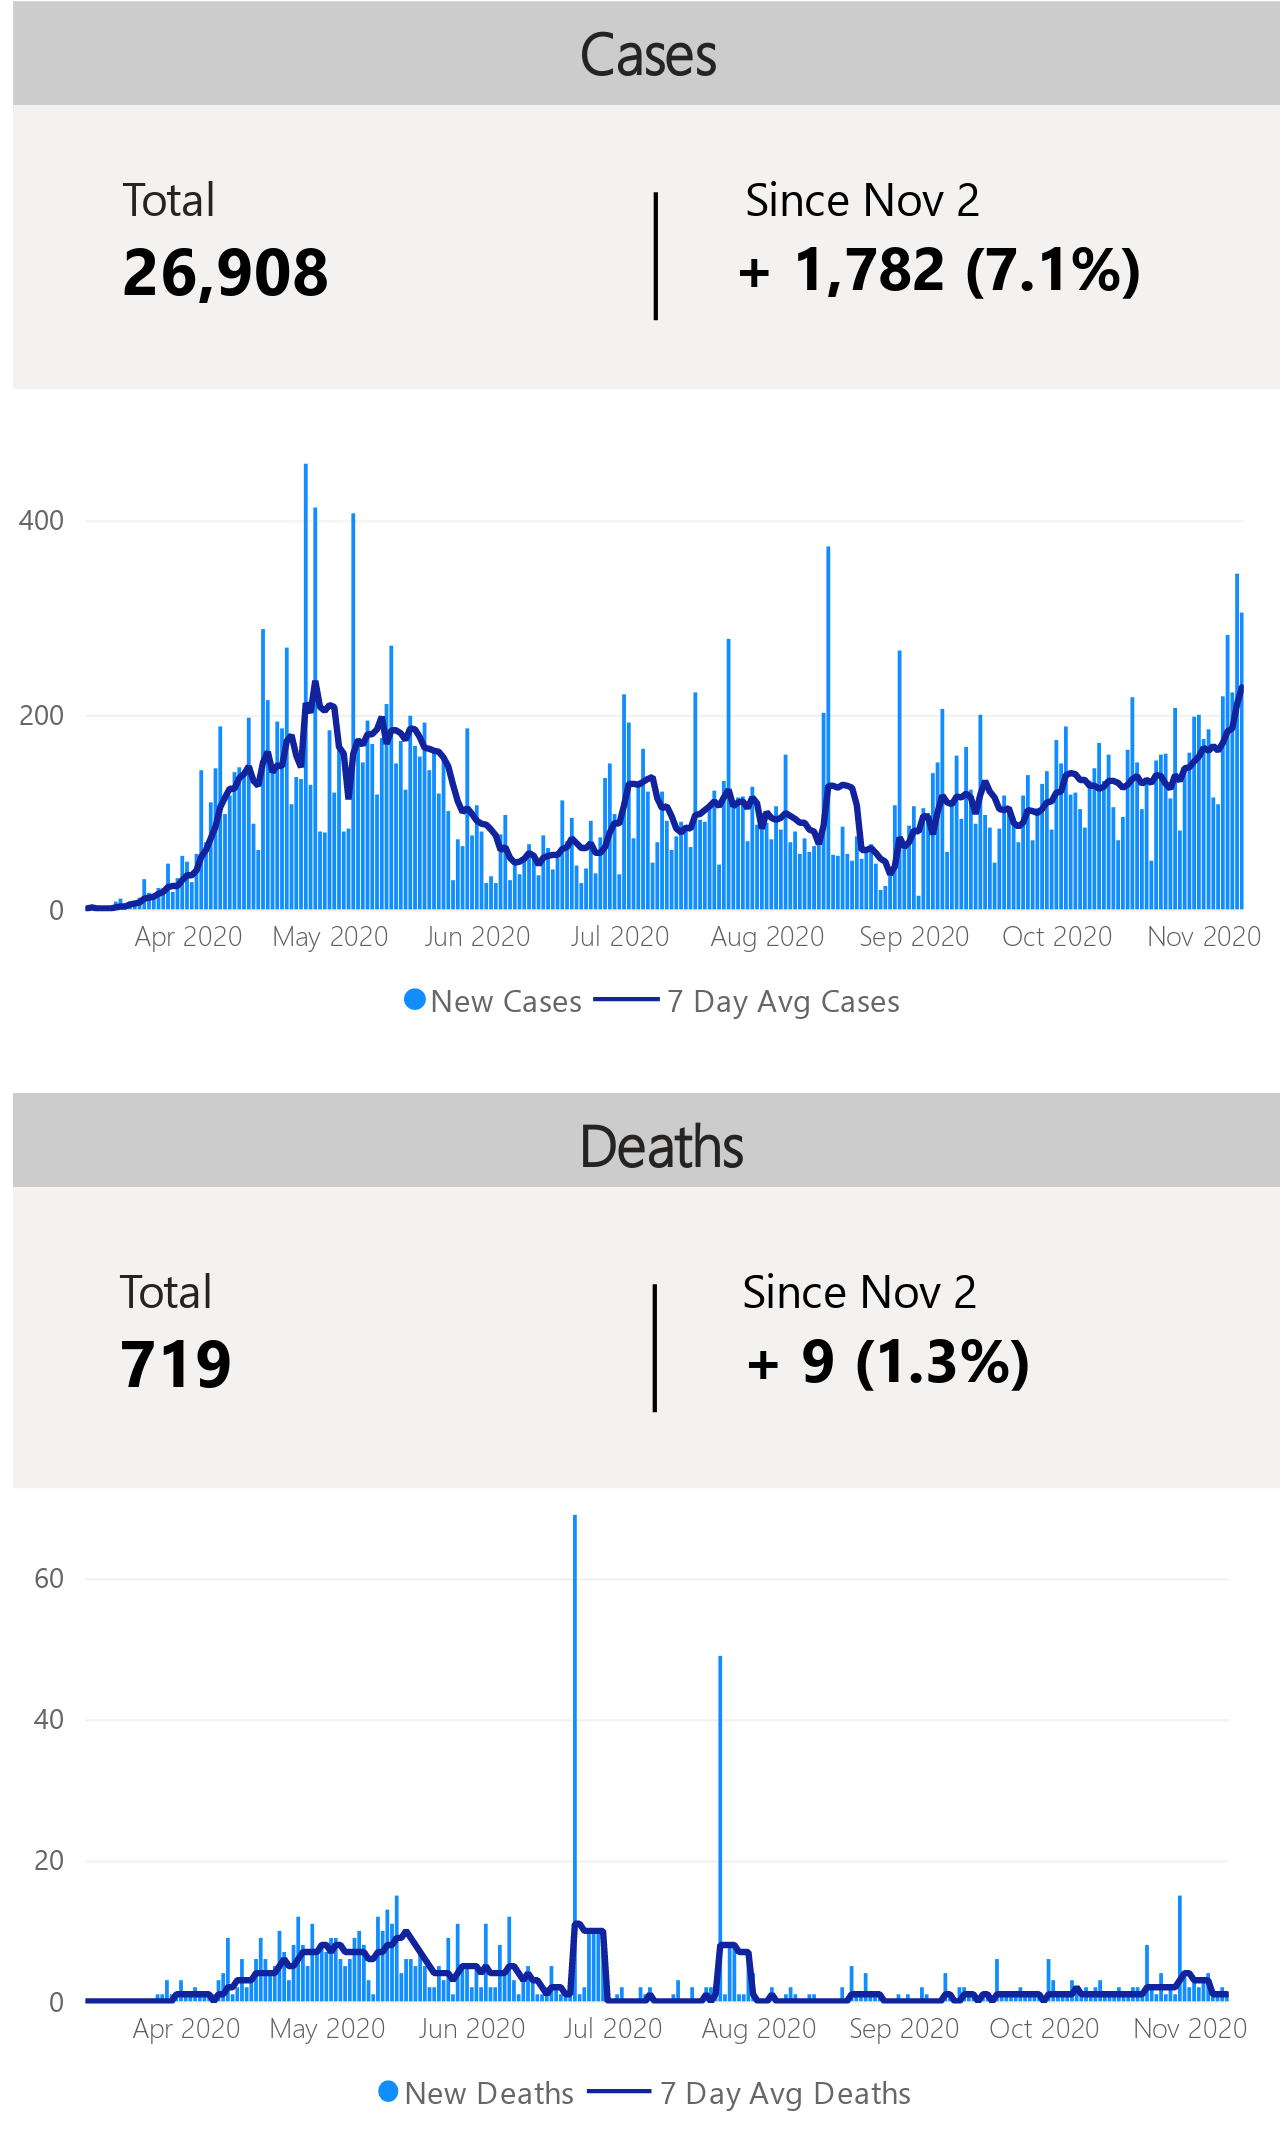 Cases
Total
Since Nov 2
26,908
+ 1,782 (7.1%)
400
200
0
Apr 2020 May 2020 Jun 2020 Jul 2020 Aug 2020 Sep 2020 Oct 2020 Nov 2020
New Cases 7 Day Avg Cases
Deaths
Total
Since Nov 2
719
+ 9 (1.3%)
60
40
20
0
Apr 2020 May 2020 Jun 2020 Jul 2020 Aug 2020 Sep 2020 Oct 2020 Nov 2020
New Deaths 7 Day Avg Deaths